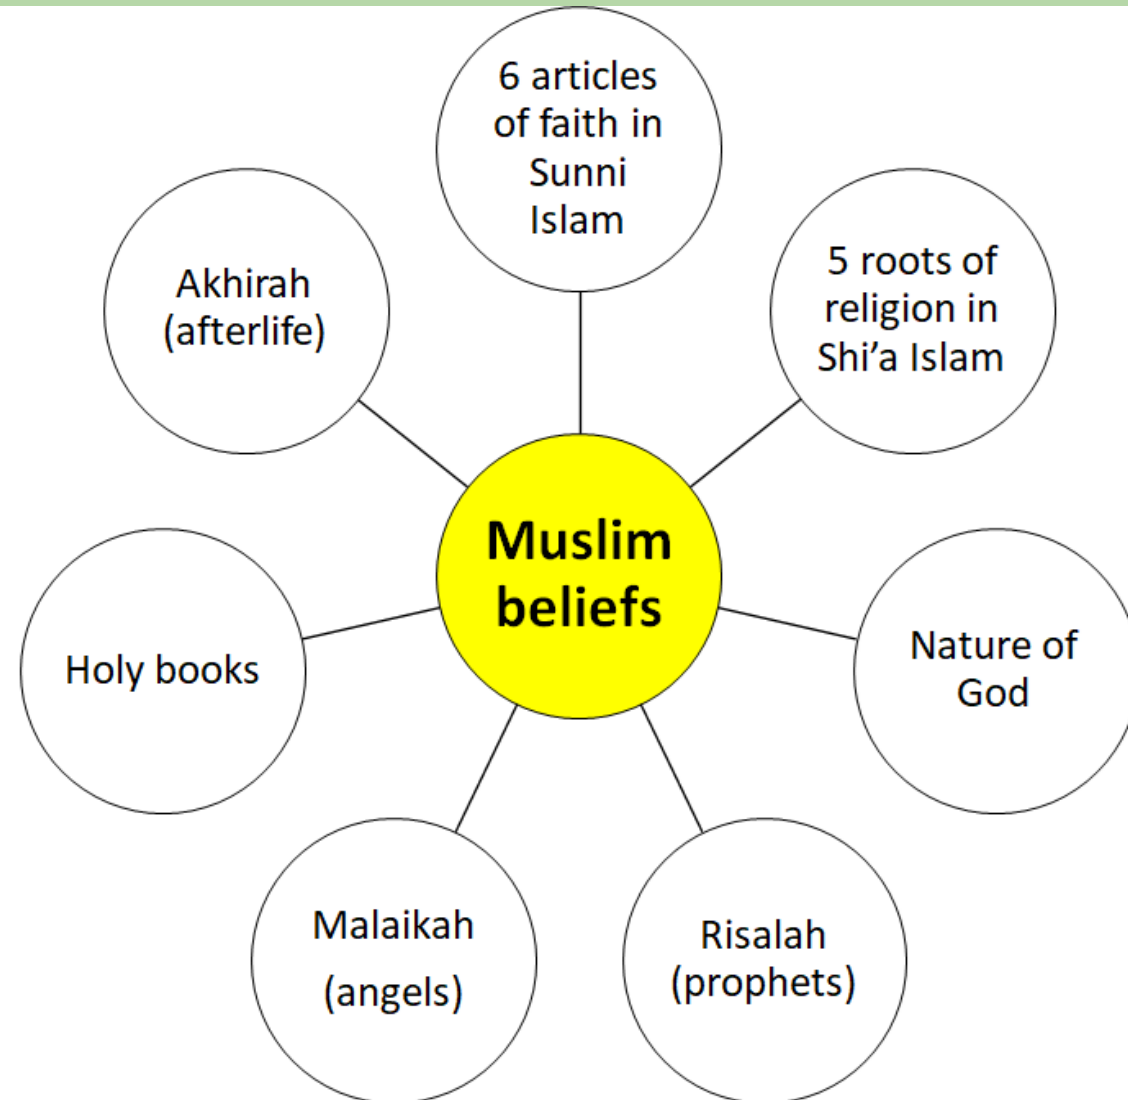 6 articles
of faith in
Sunni
Islam
5 roots of
religion in
Shi’a Islam
Akhirah
(afterlife)
Muslim
beliefs
Nature of
God
Holy books
Malaikah
(angels)
Risalah
(prophets)